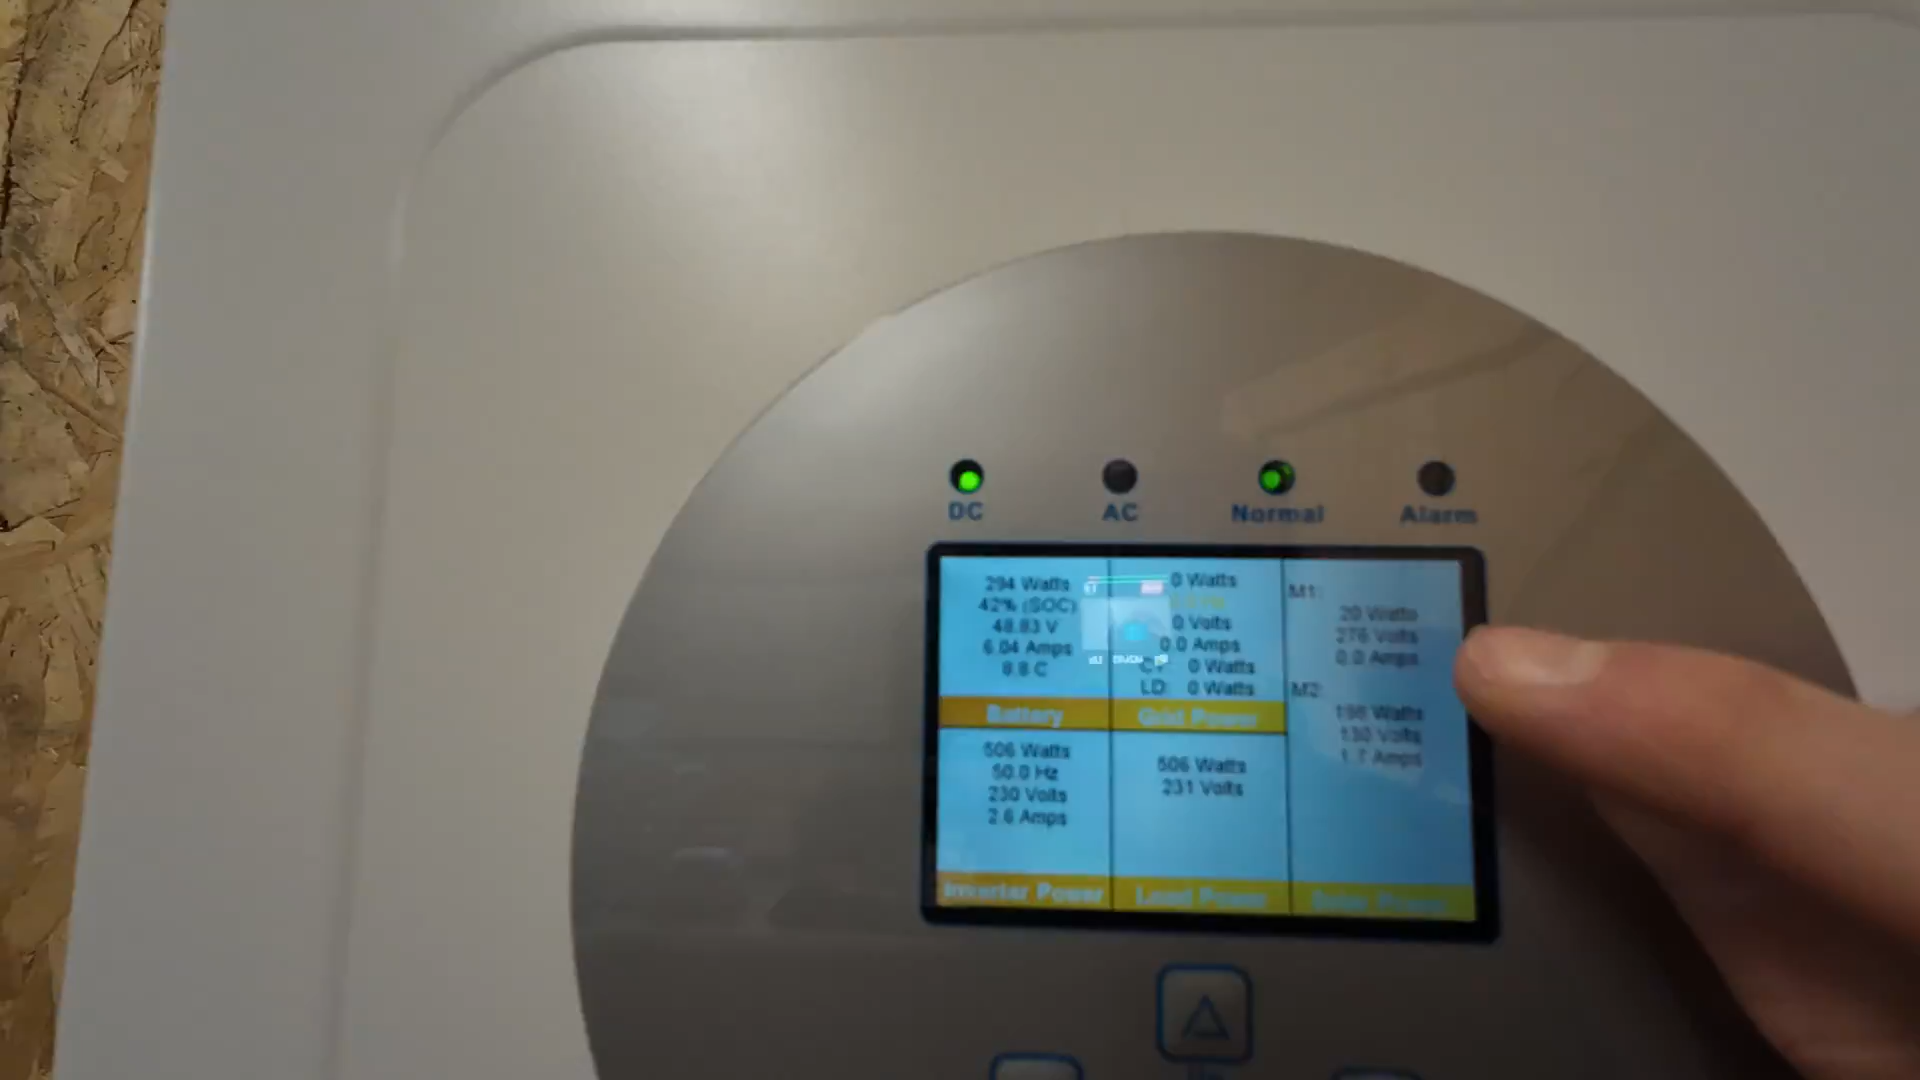 DC AC Normal Alarm
294 Watts
42% (SOC)
48.83 V
6.04 Amps
8.8 C
Battery
0 Watts
0 Volts
0.0 Amps
0 Watts
LD: 0 Watts
Grid Power
M1:
20 Watts
276 Volts
0.0 Amps
M2:
Watts
130 Volts
1.7 Amps
506 Watts
50.0 Hz
230 Volts
2.6 Amps
Inverter Power
506 Watts
231 Volts
Load Power
Solar Power